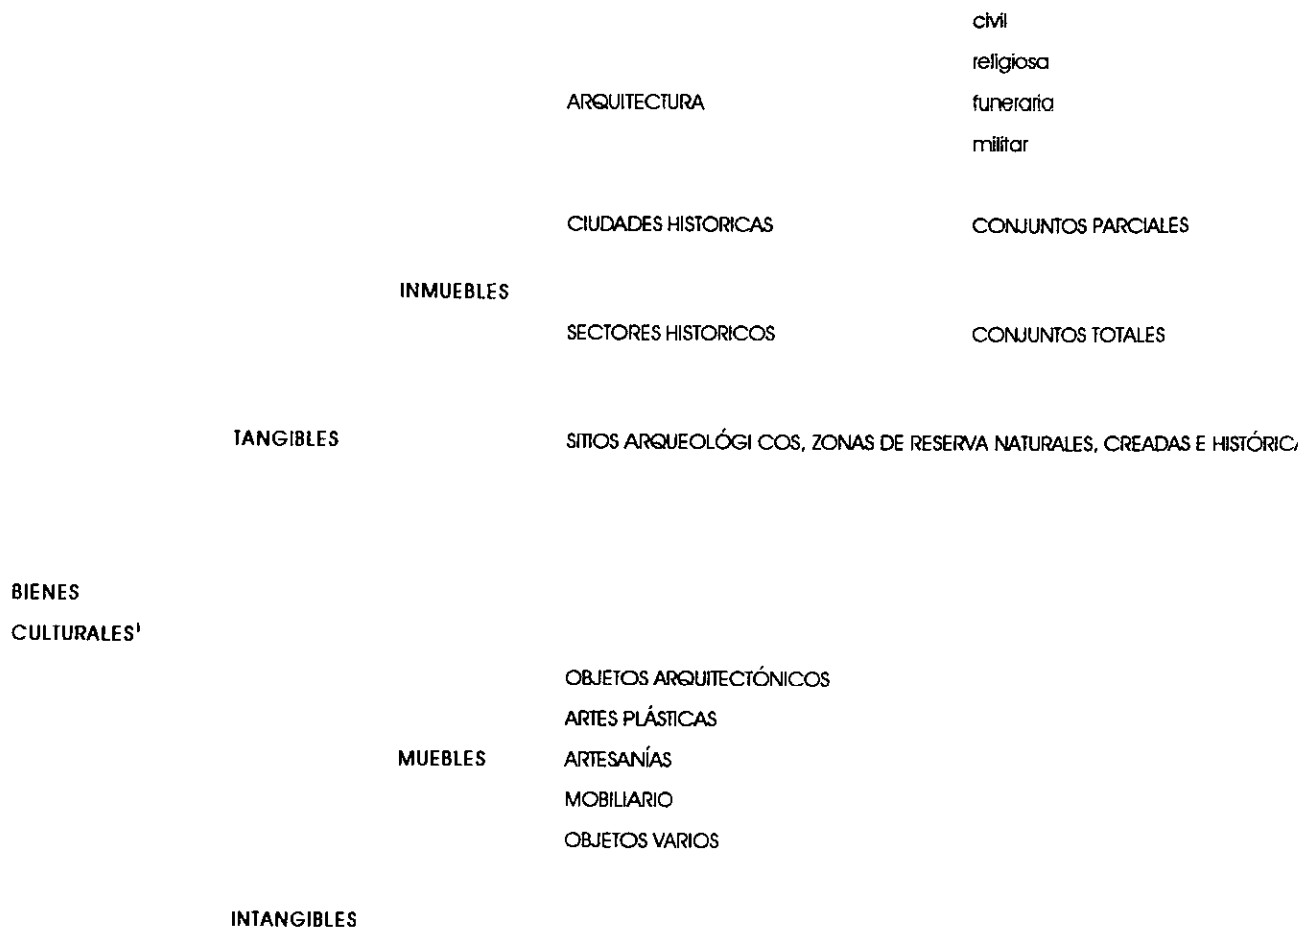 civil
religiosa
ARQUITECTURA funeraria
militar
CIUDADES HISTORICAS CONJUNTOS PARCIALES
INMUEBLES
SECTORES HISTORICOS CONJUNTOS TOTALES
TANGIBLES SITIOS ARQUEOLÓGI COS, ZONAS DE RESERVA NATURALES, CREADAS E HISTÓRICA
BIENES
CULTURALES¹
OBJETOS ARQUITECTÓNICOS
ARTES PLÁSTICAS
MUEBLES ARTESANÍAS
MOBILIARIO
OBJETOS VARIOS
INTANGIBLES